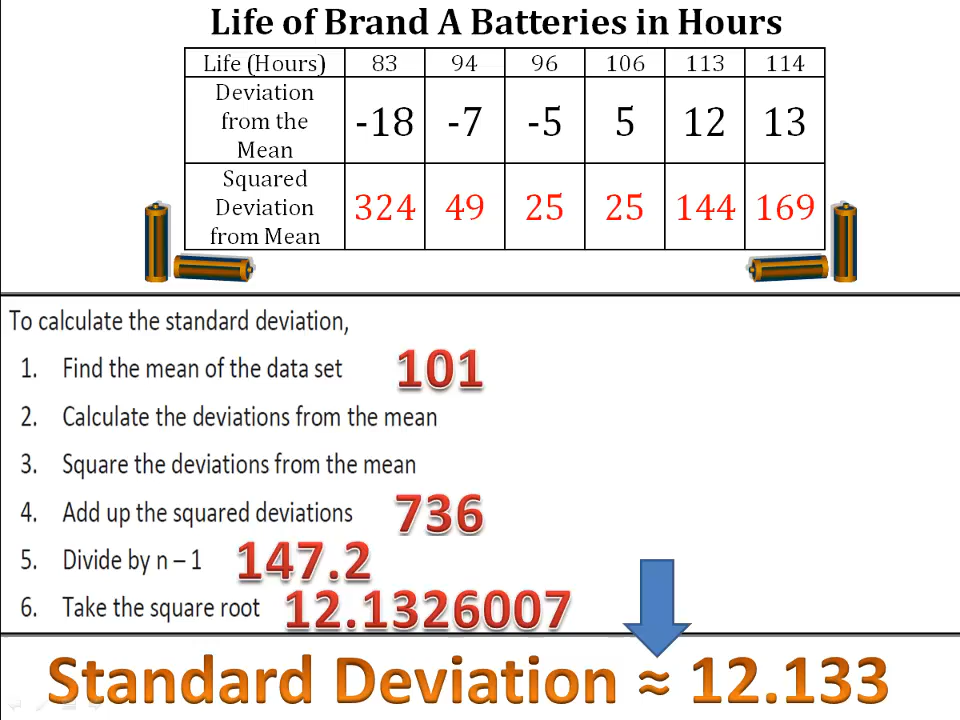 Life of Brand A Batteries in Hours
Life (Hours) 83 94 96 106 113 114
Deviation
from the
Mean
-18 -7 -5 5 12 13
Squared
Deviation
from Mean
324 49 25 25 144 169
To calculate the standard deviation,
1. Find the mean of the data set 101
2. Calculate the deviations from the mean
3. Square the deviations from the mean
4. Add up the squared deviations 736
5. Divide by n – 1 147.2
6. Take the square root 12.1326007
Standard Deviation ≈ 12.133